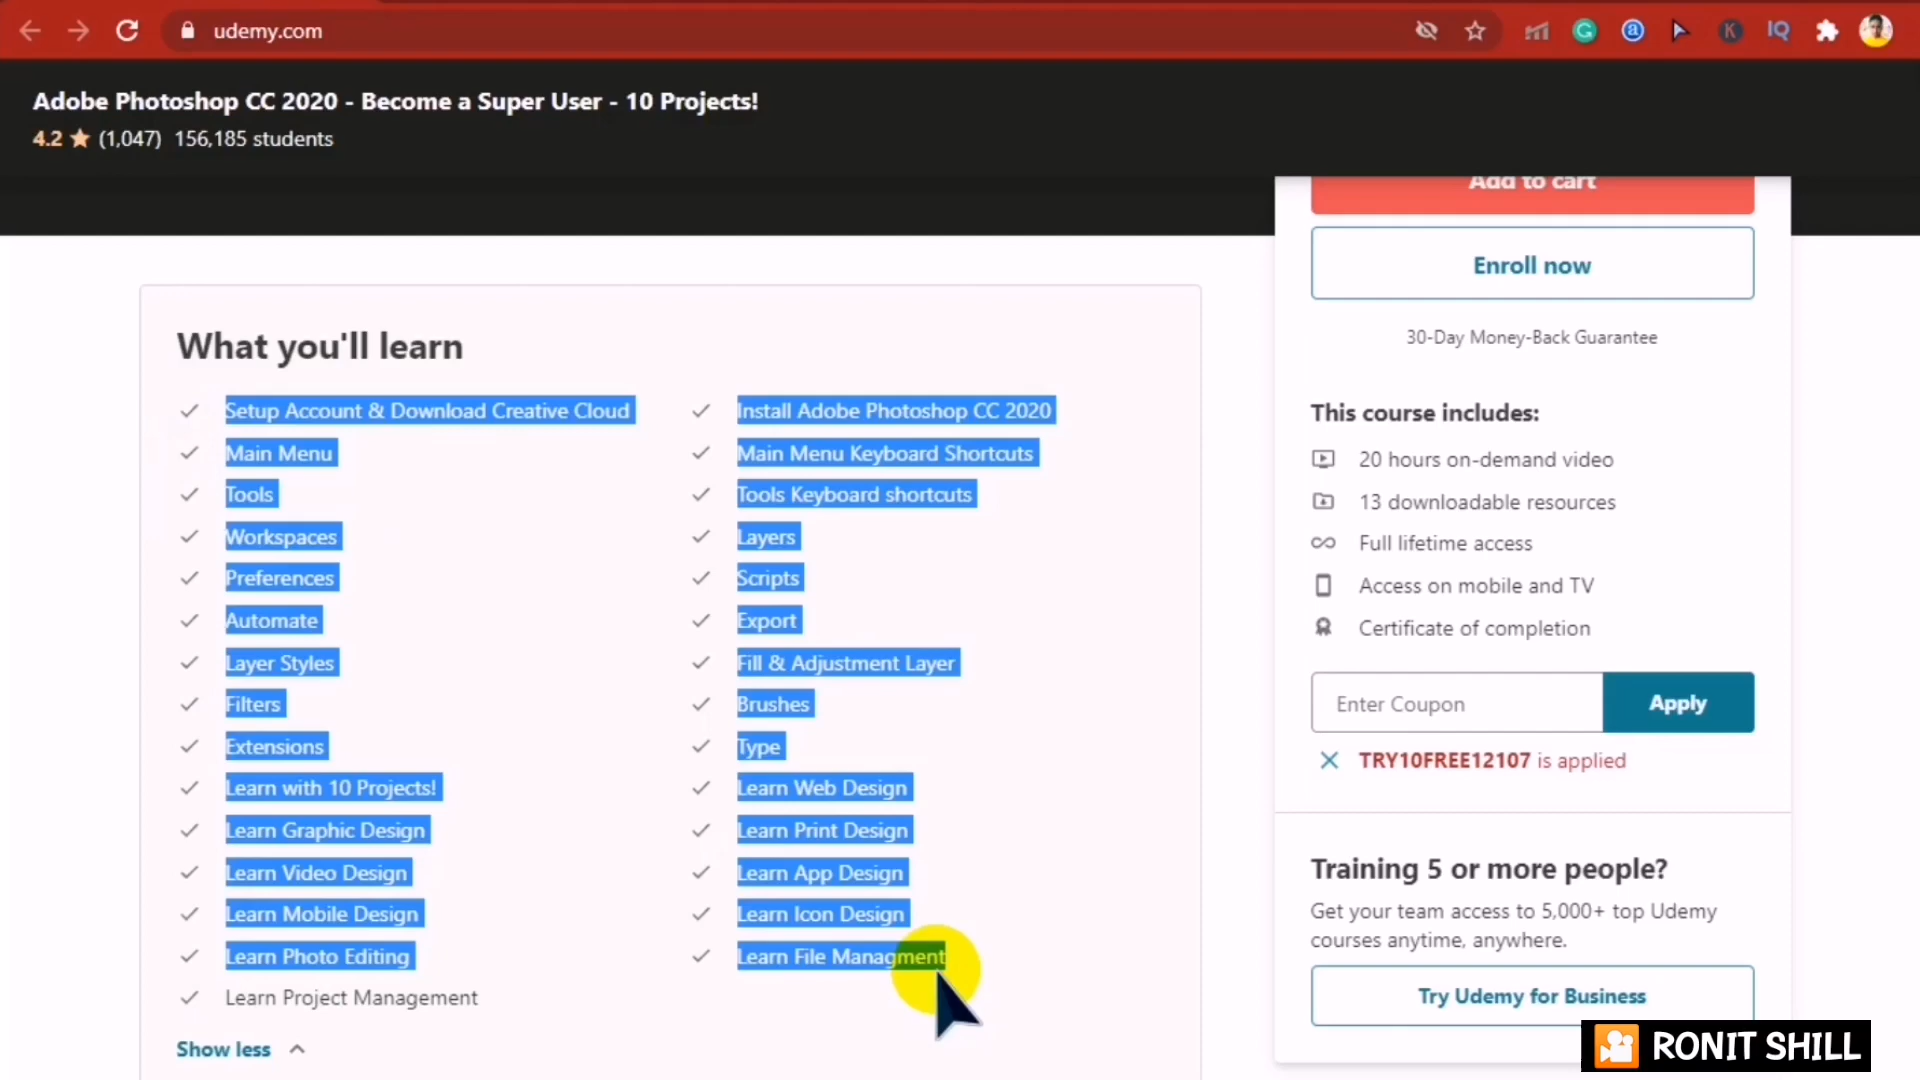 udemy.com
Adobe Photoshop CC 2020 - Become a Super User - 10 Projects!
4.2 ★ (1,047) 156,185 students
Add to cart
Enroll now
30-Day Money-Back Guarantee
What you'll learn
Setup Account & Download Creative Cloud
Install Adobe Photoshop CC 2020
Main Menu
Main Menu Keyboard Shortcuts
Tools
Tools Keyboard shortcuts
Workspaces
Layers
Preferences
Scripts
Automate
Export
Layer Styles
Fill & Adjustment Layer
Filters
Brushes
Extensions
Type
Learn with 10 Projects!
Learn Web Design
Learn Graphic Design
Learn Print Design
Learn Video Design
Learn App Design
Learn Mobile Design
Learn Icon Design
Learn Photo Editing
Learn File Managment
Learn Project Management
Show less
This course includes:
20 hours on-demand video
13 downloadable resources
Full lifetime access
Access on mobile and TV
Certificate of completion
Enter Coupon
Apply
TRY10FREE12107 is applied
Training 5 or more people?
Get your team access to 5,000+ top Udemy
courses anytime, anywhere.
Try Udemy for Business
RONIT SHILL